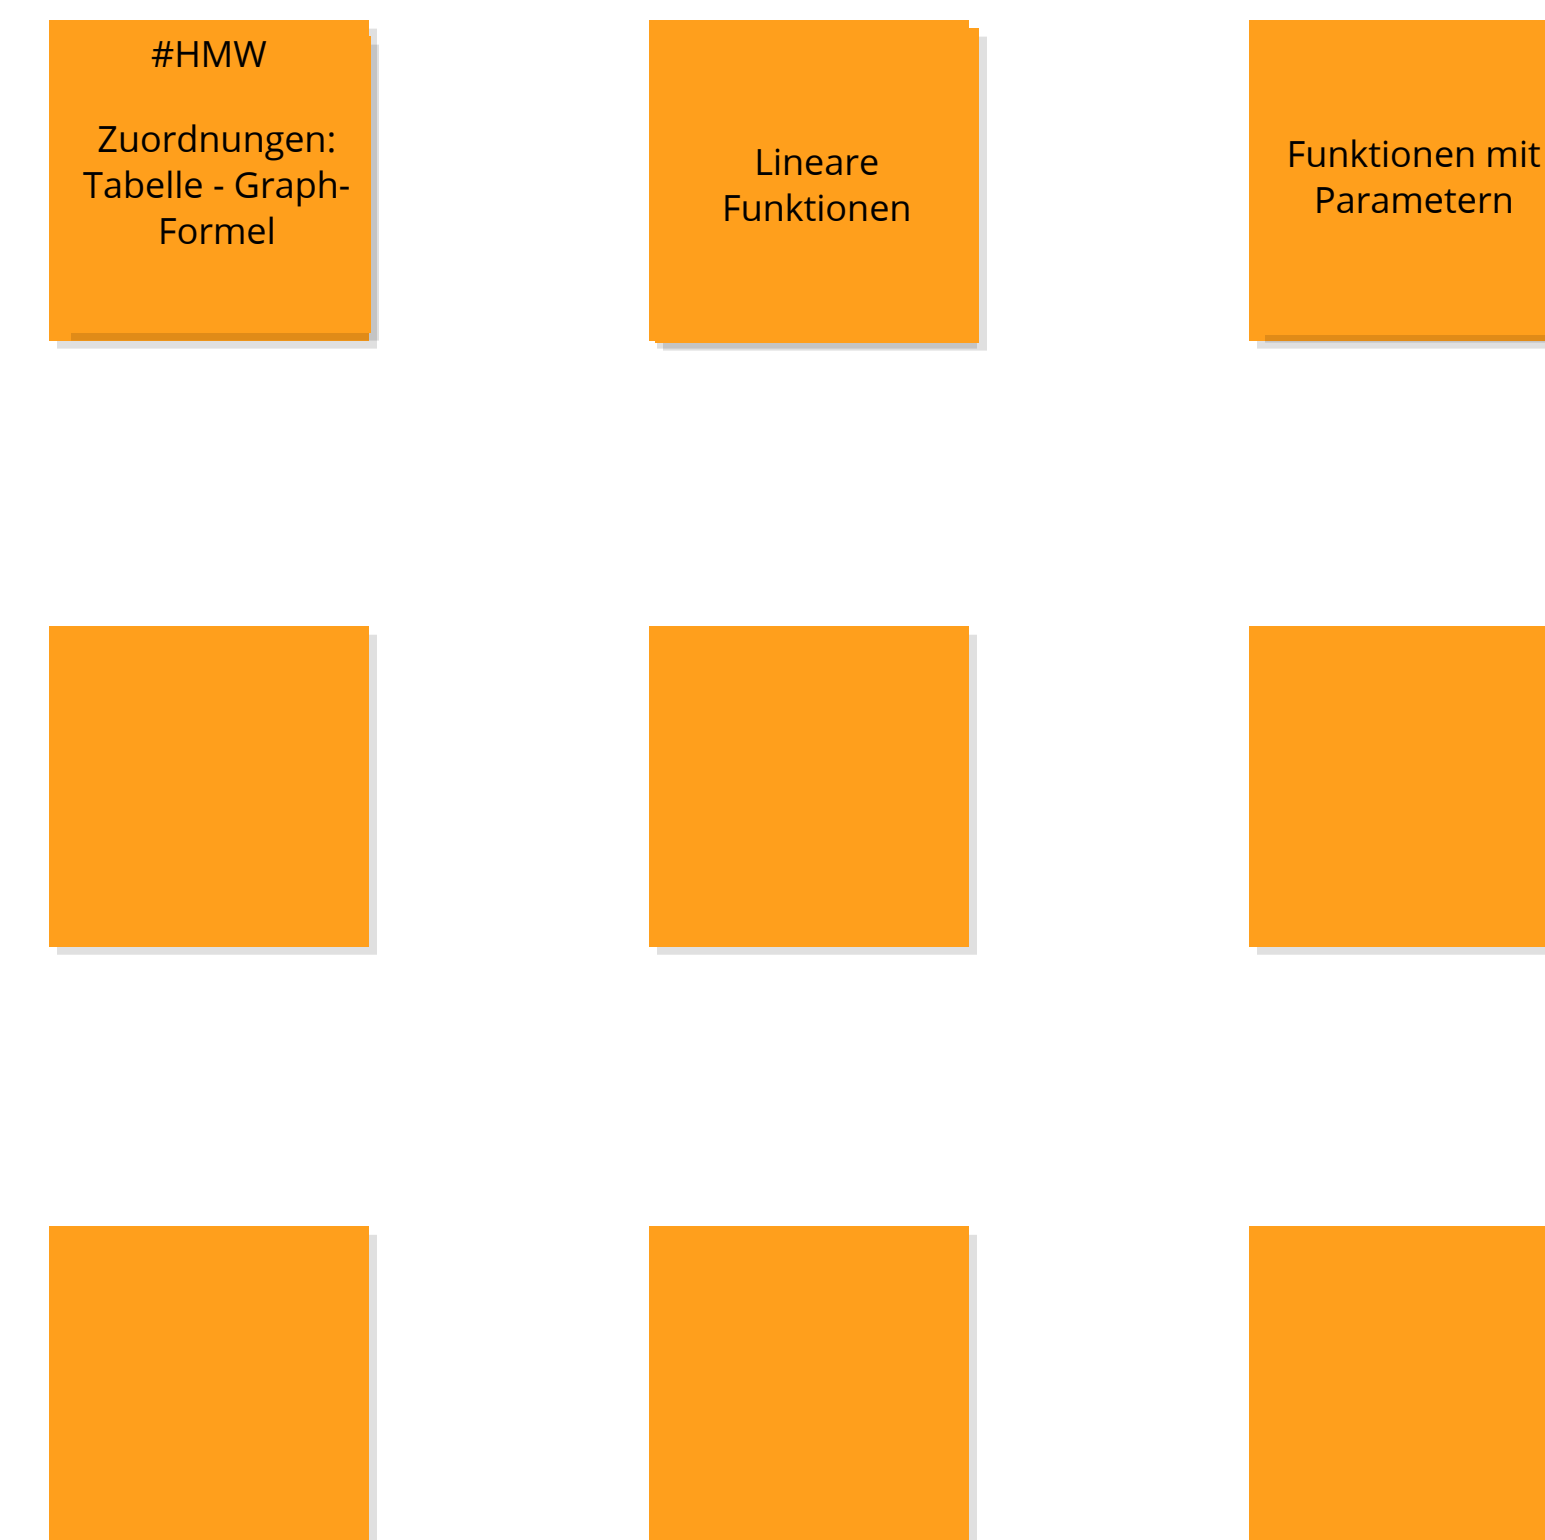 #HMW
Zuordnungen:
Tabelle - Graph-
Formel
Lineare
Funktionen
Funktionen mit
Parametern